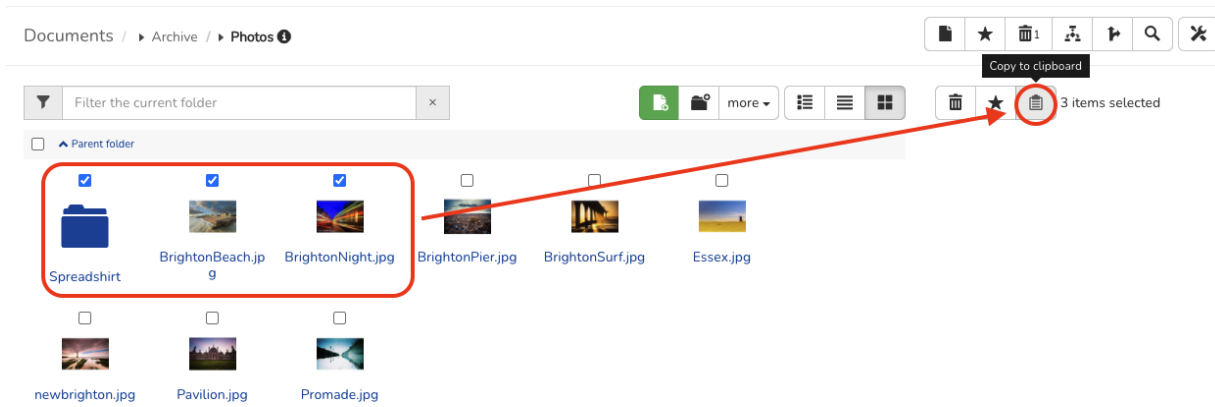 Documents / Archive / Photos
1
Copy to clipboard
Filter the current folder
×
more
3 items selected
Parent folder
Spreadshirt
BrightonBeach.jp
g
BrightonNight.jpg
BrightonPier.jpg
BrightonSurf.jpg
Essex.jpg
newbrighton.jpg
Pavilion.jpg
Promade.jpg